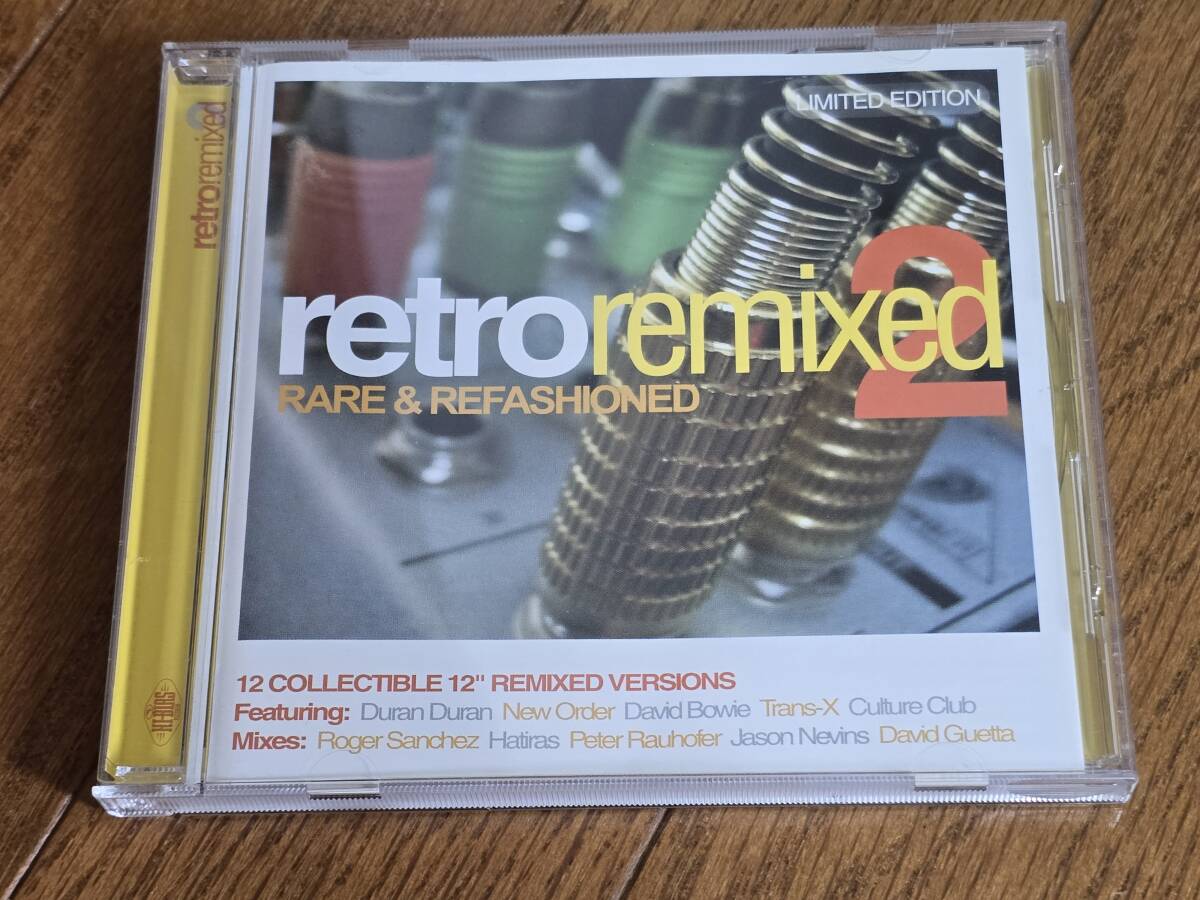 retroremixed
2
LIMITED EDITION
retroremixed
2
RARE & REFASHIONED
12 COLLECTIBLE 12" REMIXED VERSIONS
Featuring: Duran Duran New Order David Bowie Trans-X Culture Club
Mixes: Roger Sanchez Hatiras Peter Rauhofer Jason Nevins David Guetta